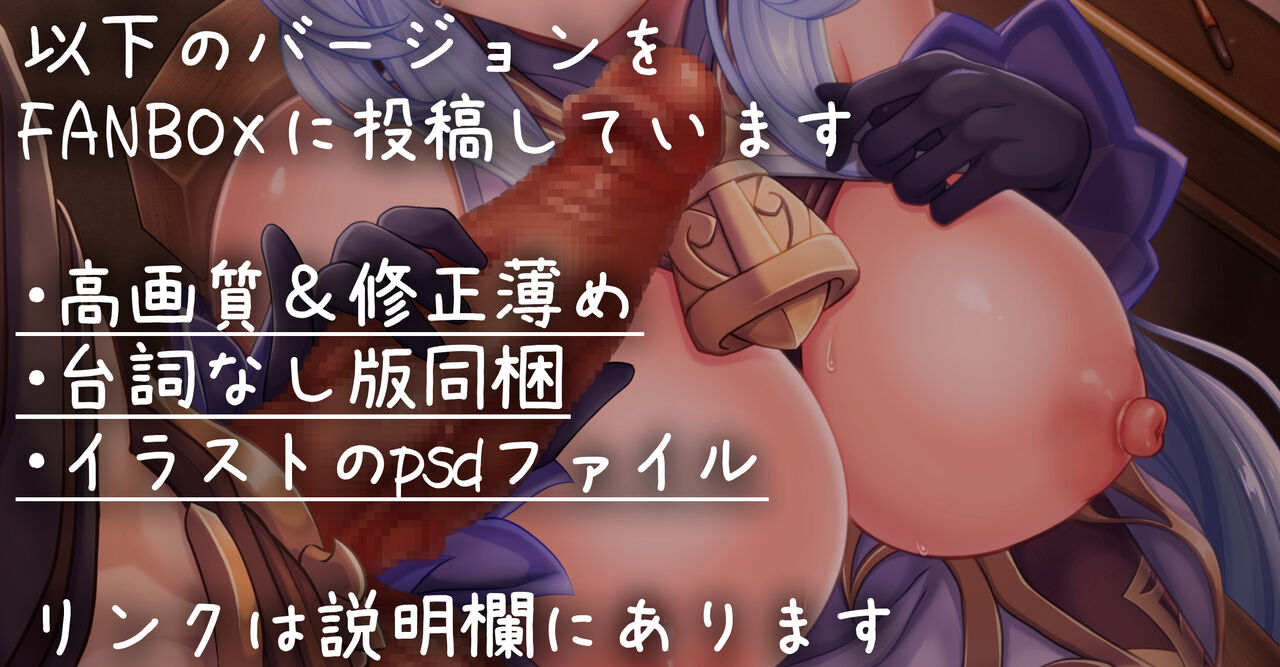 以下のバージョンを
FANBOXに投稿しています
・高画質＆修正薄め
・台詞なし版同梱
・イラストのpsdファイル
リンクは説明欄にあります